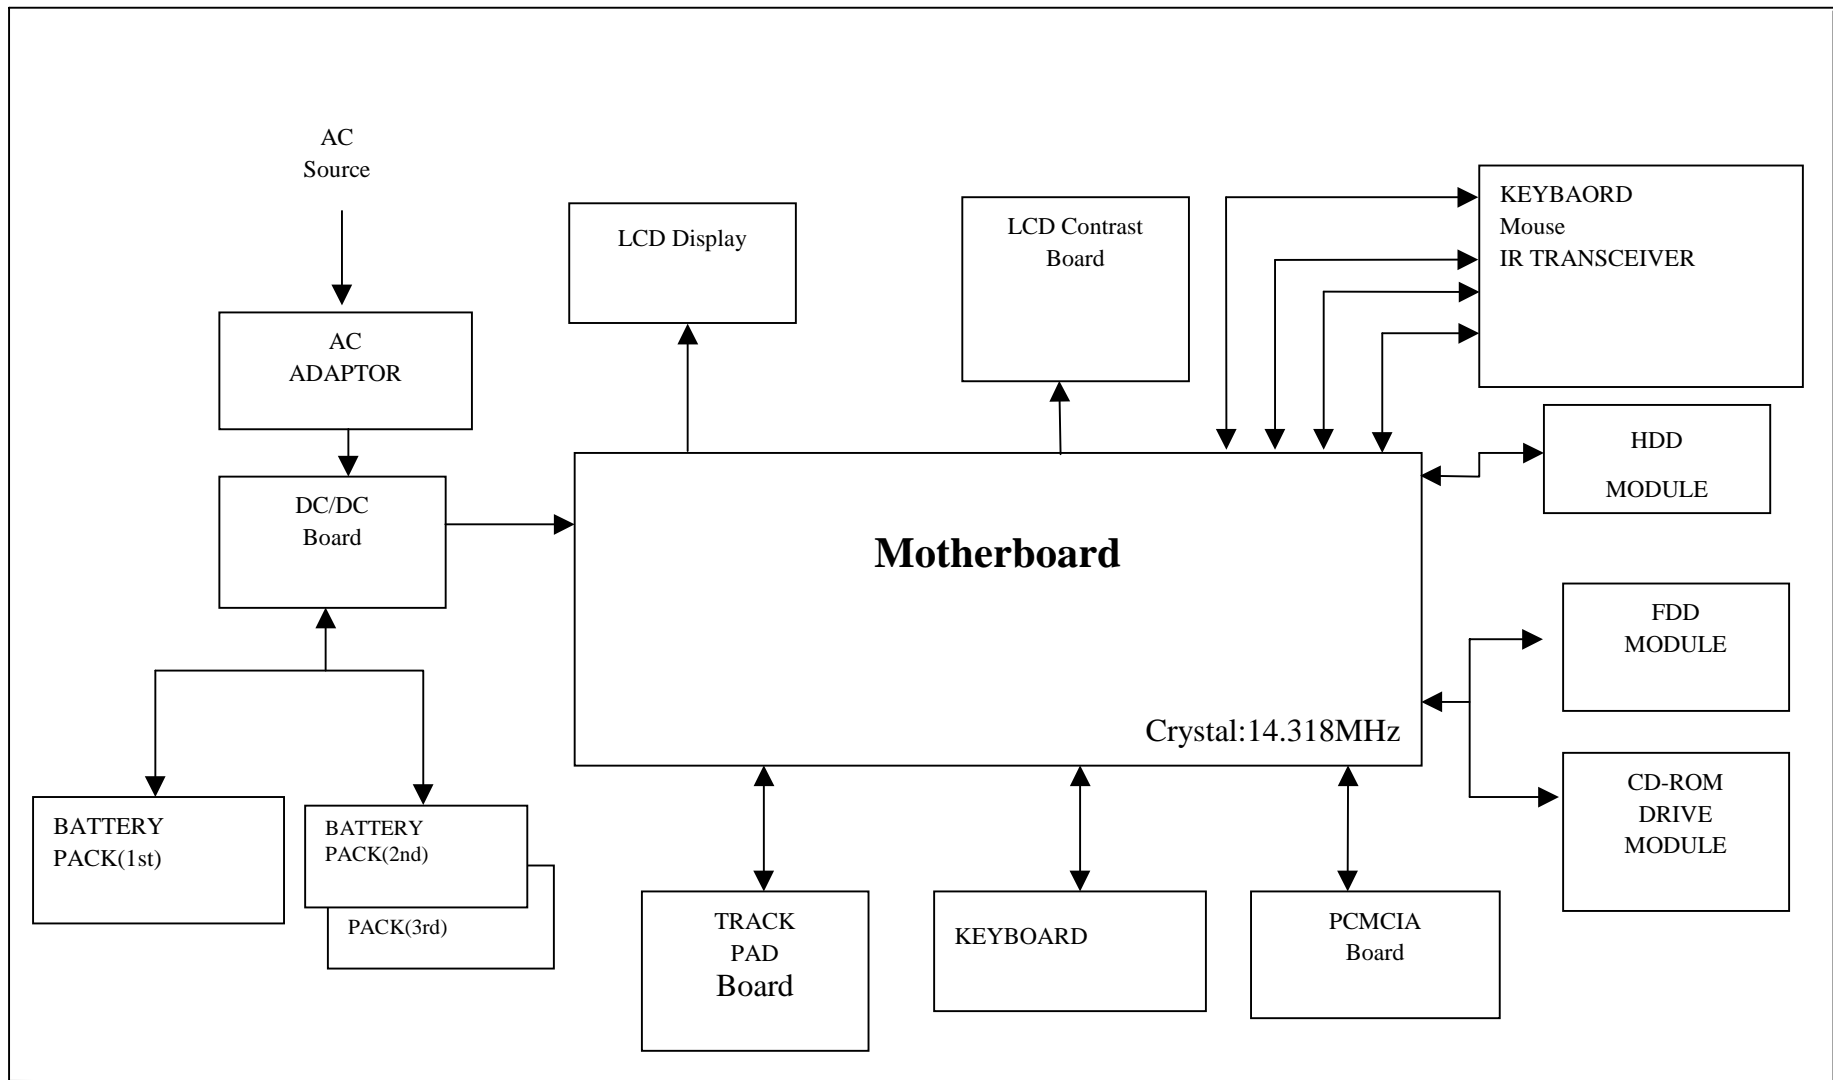 AC
Source
AC
ADAPTOR
DC/DC
Board
BATTERY
PACK(1st)
BATTERY
PACK(2nd)
PACK(3rd)
LCD Display
LCD Contrast
Board
KEYBAORD
Mouse
IR TRANSCEIVER
HDD
MODULE
Motherboard
Crystal:14.318MHz
FDD
MODULE
CD-ROM
DRIVE
MODULE
TRACK
PAD
Board
KEYBOARD
PCMCIA
Board